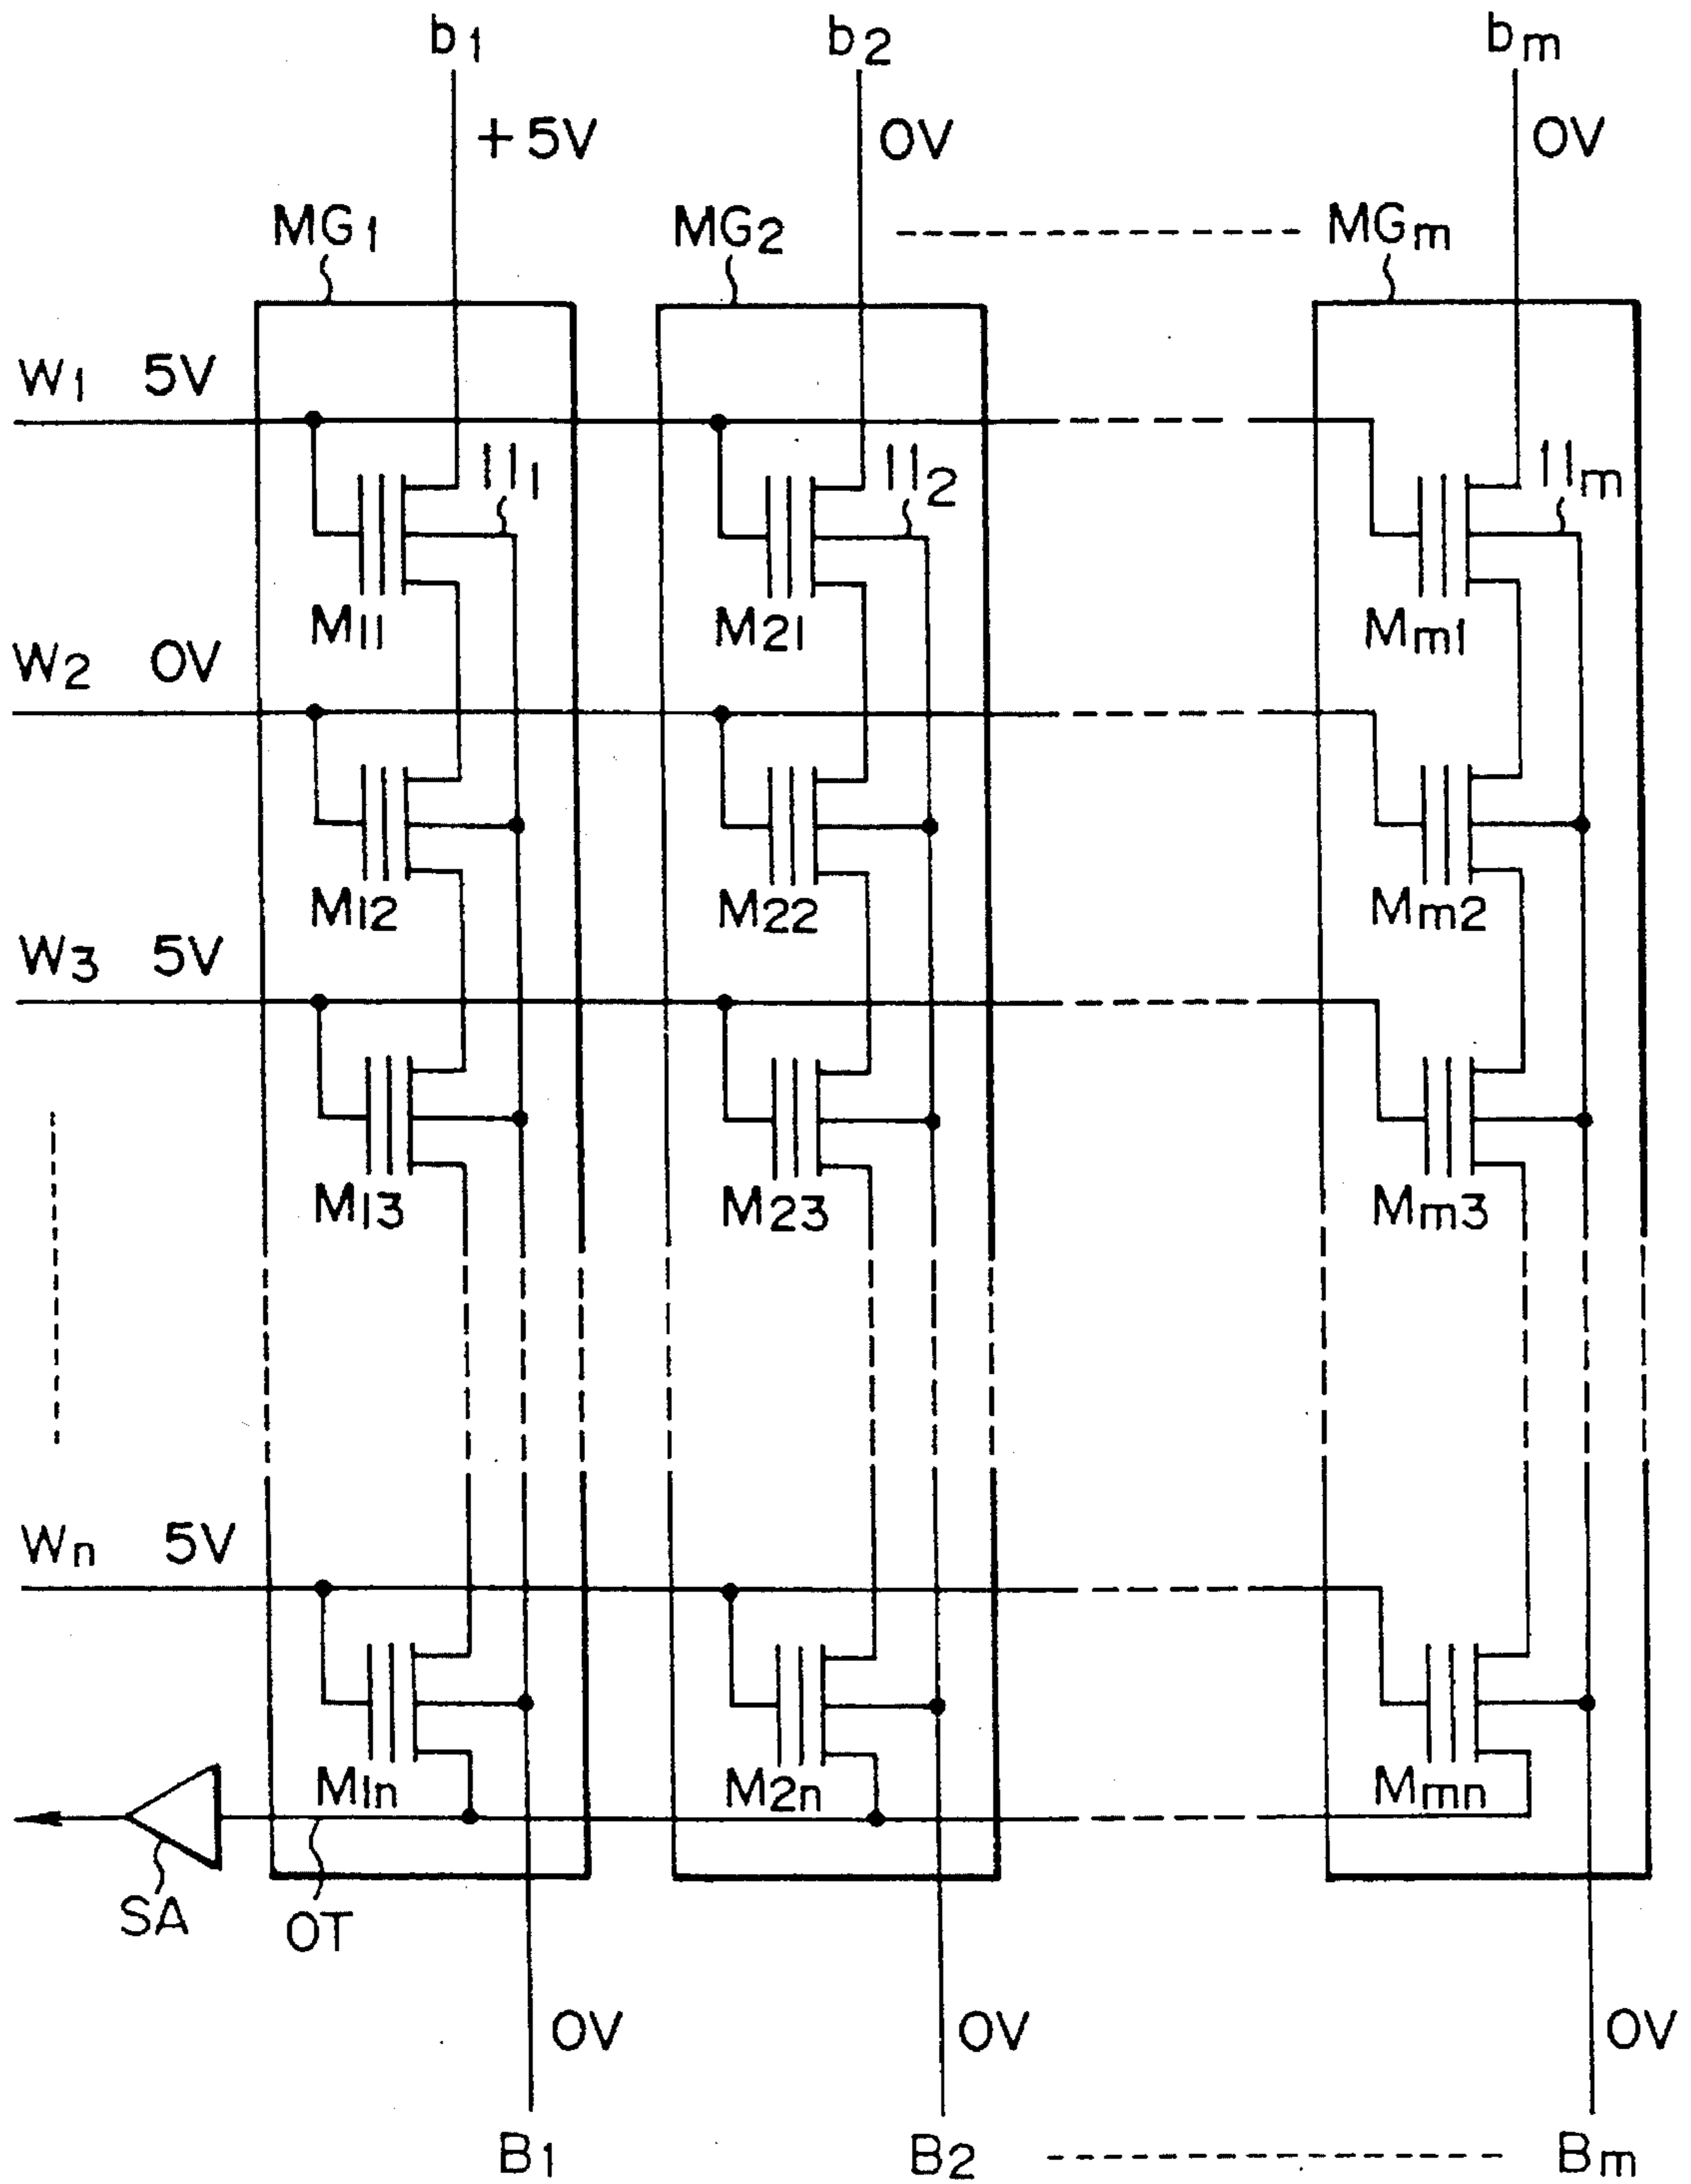 b1 b2 bm
+5V 0V 0V
MG1 MG2 MGm
W1 5V
111 112 11m
M11 M21 Mm1
W2 0V
M12 M22 Mm2
W3 5V
M13 M23 Mm3
Wn 5V
M1n M2n Mmn
SA OT
0V 0V 0V
B1 B2 Bm